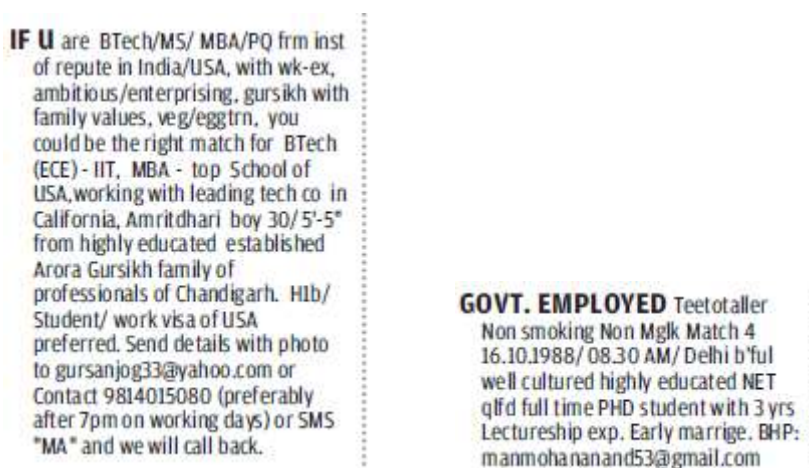 IF U are BTech/MS/ MBA/PQ frm inst
of repute in India/USA, with wk-ex,
ambitious/enterprising, gursikh with
family values, veg/eggtrn, you
could be the right match for BTech
(ECE) - IIT, MBA - top School of
USA,working with leading tech co in
California, Amritdhari boy 30/ 5'-5"
from highly educated established
Arora Gursikh family of
professionals of Chandigarh. H1b/
Student/ work visa of USA
preferred. Send details with photo
to gursanjog33@yahoo.com or
Contact 9814015080 (preferably
after 7pm on working days) or SMS
"MA" and we will call back.
GOVT. EMPLOYED Teetotaller
Non smoking Non Mglk Match 4
16.10.1988/ 08.30 AM/ Delhi b'ful
well cultured highly educated NET
qlfd full time PHD student with 3 yrs
Lectureship exp. Early marrige. BHP:
manmohananand53@gmail.com